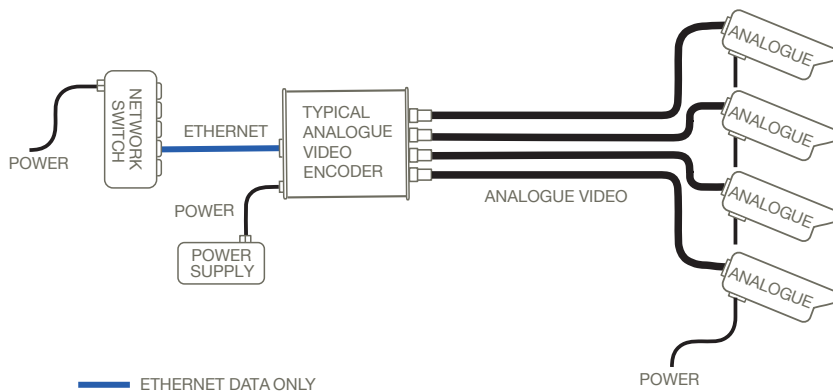 NETWORK
SWITCH
POWER
ETHERNET
POWER
POWER
SUPPLY
TYPICAL
ANALOGUE
VIDEO
ENCODER
ANALOGUE VIDEO
ANALOGUE
ANALOGUE
ANALOGUE
ANALOGUE
POWER
ETHERNET DATA ONLY